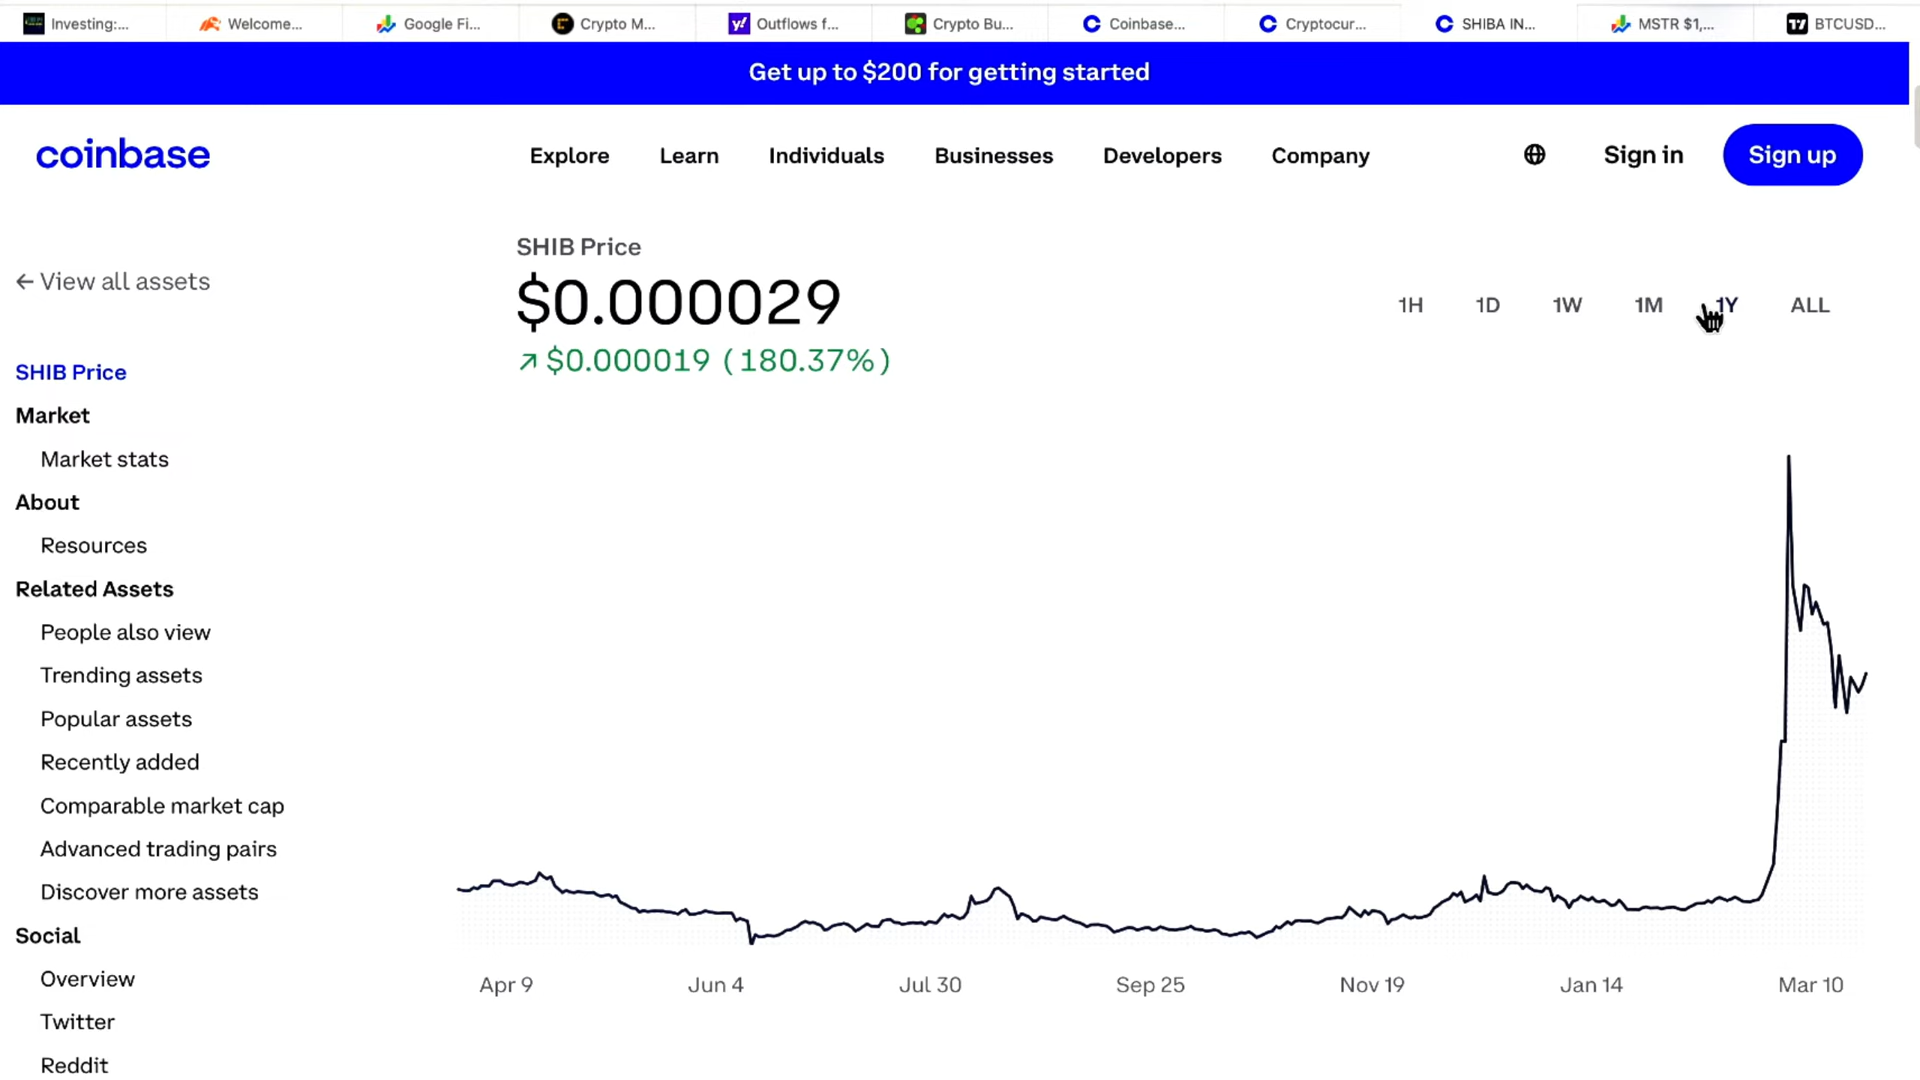 Investing:...
Welcome...
Google Fi...
Crypto M...
Outflows f...
Crypto Bu...
Coinbase...
Cryptocur...
SHIBA IN...
MSTR $1,...
BTCUSD...
Get up to $200 for getting started
coinbase
Explore
Learn
Individuals
Businesses
Developers
Company
Sign in
Sign up
← View all assets
SHIB Price
Market
Market stats
About
Resources
Related Assets
People also view
Trending assets
Popular assets
Recently added
Comparable market cap
Advanced trading pairs
Discover more assets
Social
Overview
Twitter
Reddit
SHIB Price
$0.000029
↗ $0.000019 (180.37%)
1H
1D
1W
1M
1Y
ALL
Apr 9
Jun 4
Jul 30
Sep 25
Nov 19
Jan 14
Mar 10